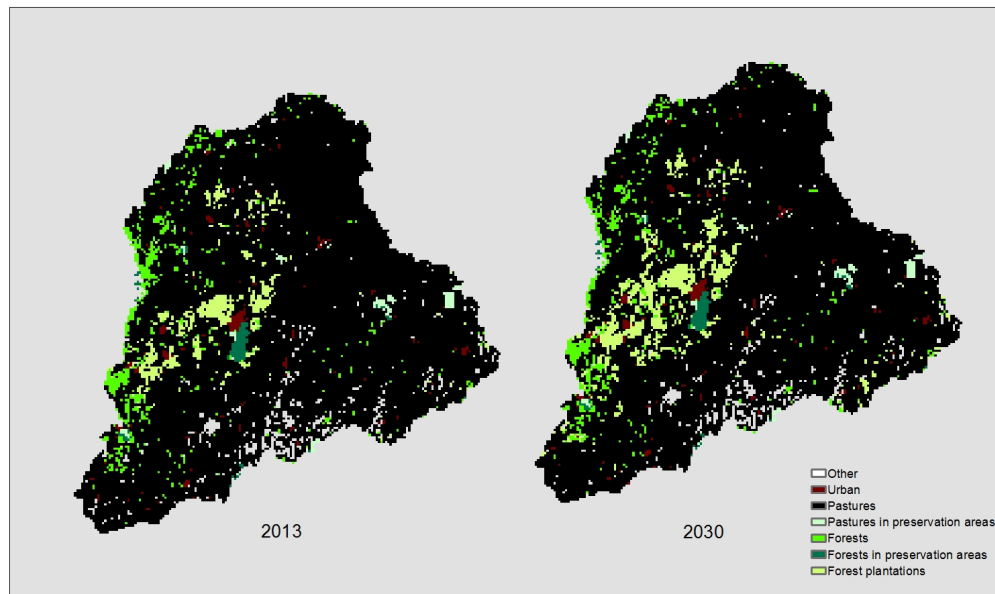 2013
2030
Other
Urban
Pastures
Pastures in preservation areas
Forests
Forests in preservation areas
Forest plantations